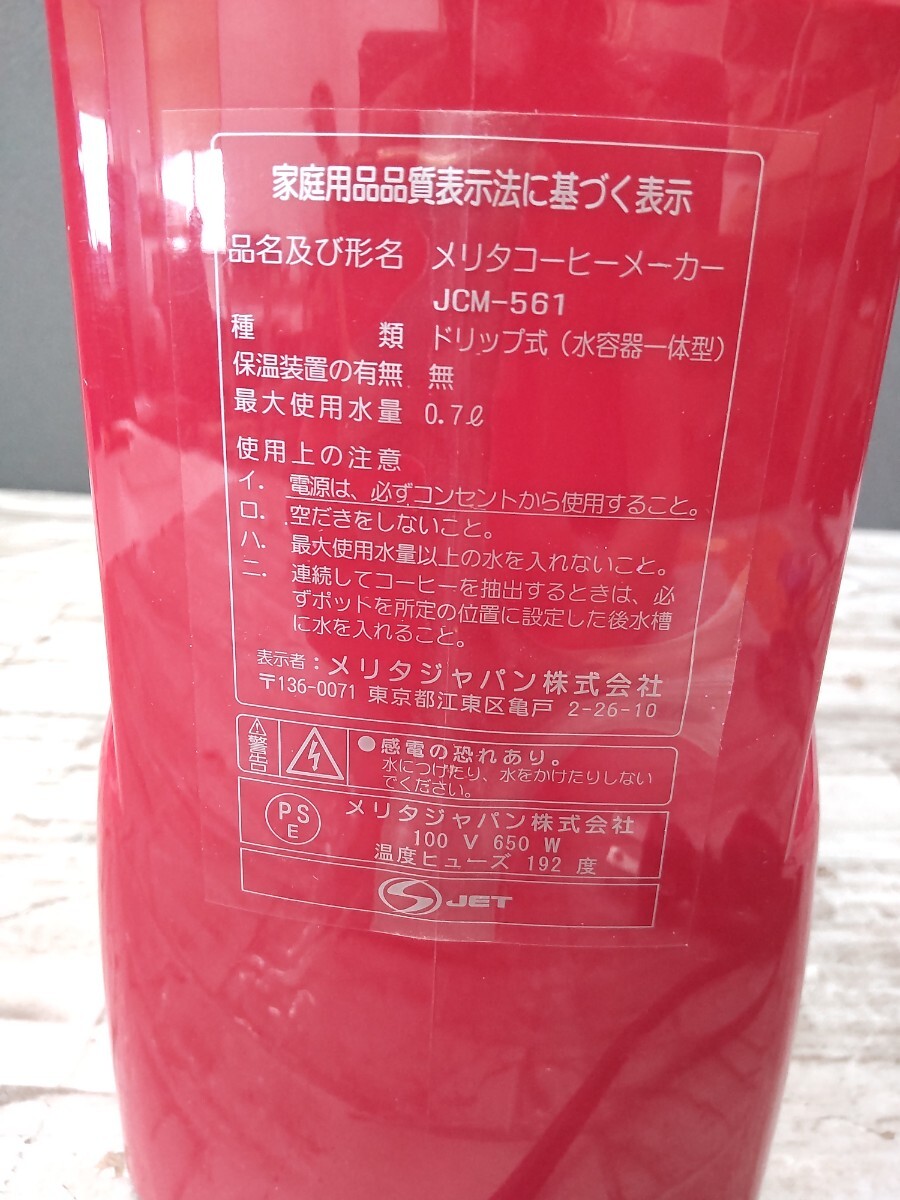 家庭用品品質表示法に基づく表示
品名及び形名 メリタコーヒーメーカー
JCM-561
種類 ドリップ式(水容器一体型)
保温装置の有無 無
最大使用水量 0.7ℓ
使用上の注意
イ. 電源は、必ずコンセントから使用すること。
ロ. 空だきをしないこと。
ハ. 最大使用水量以上の水を入れないこと。
ニ. 連続してコーヒーを抽出するときは、必
ずポットを所定の位置に設定した後水槽
に水を入れること。
表示者:メリタジャパン株式会社
〒136-0071 東京都江東区亀戸 2-26-10
警告 ●感電の恐れあり。
水につけたり、水をかけたりしない
でください。
PS
E
メリタジャパン株式会社
100 V 650 W
温度ヒューズ 192 度
S JET